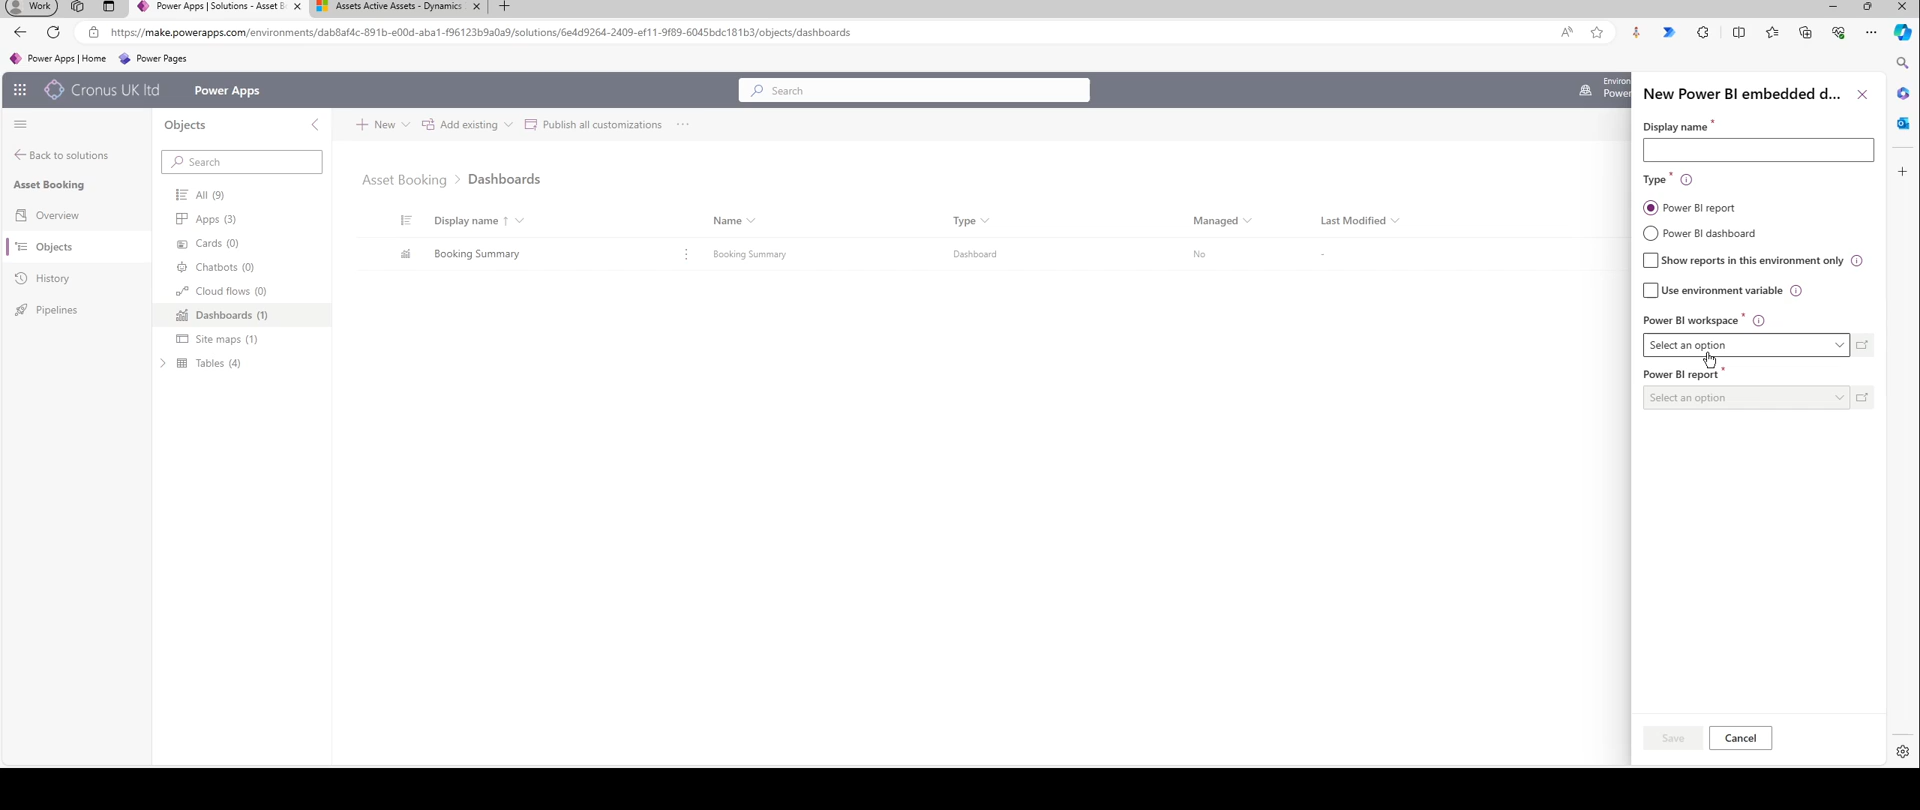 Work
Power Apps | Solutions - Asset B
Assets Active Assets - Dynamics
https://make.powerapps.com/environments/dab8af4c-891b-e00d-aba1-f96123b9a0a9/solutions/6e4d9264-2409-ef11-9f89-6045bdc181b3/objects/dashboards
Power Apps | Home
Power Pages
Cronus UK ltd
Power Apps
Search
Environ
Power
New Power BI embedded d...
Objects
New
Add existing
Publish all customizations
Display name *
Back to solutions
Search
Asset Booking
Asset Booking > Dashboards
Type *
All (9)
Power BI report
Overview
Apps (3)
Display name ↑
Name
Type
Managed
Last Modified
Power BI dashboard
Objects
Cards (0)
Booking Summary
Booking Summary
Dashboard
No
-
Show reports in this environment only
Chatbots (0)
History
Cloud flows (0)
Use environment variable
Pipelines
Dashboards (1)
Power BI workspace *
Site maps (1)
Select an option
Tables (4)
Power BI report *
Select an option
Save
Cancel